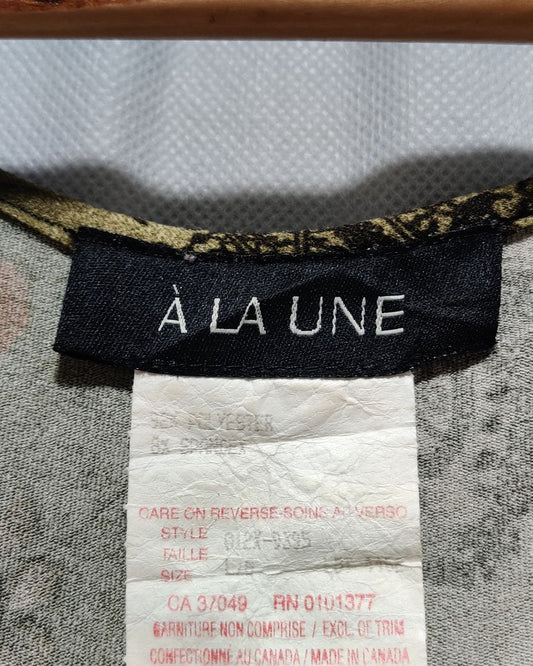 À LA UNE
POLYESTER
CARE ON REVERSE-SOINS AU VERSO
STYLE
TAILLE
SIZE
CA 37049 RN 0101377
GARNITURE NON COMPRISE / EXCL. OF TRIM
CONFECTIONNÉ AU CANADA / MADE IN CANADA